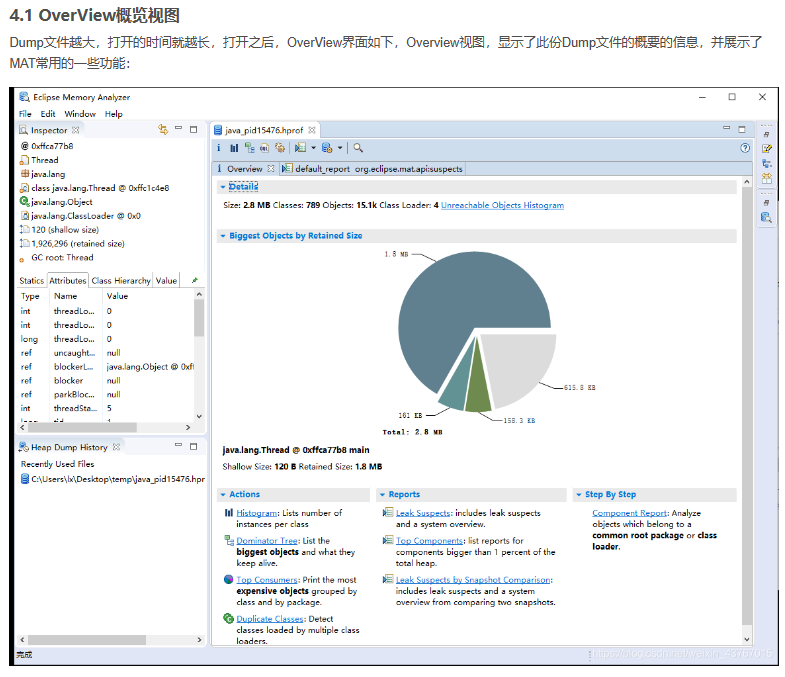 4.1 OverView概览视图
Dump文件越大，打开的时间就越长，打开之后，OverView界面如下，Overview视图，显示了此份Dump文件的概要的信息，并展示了
MAT常用的一些功能：
Eclipse Memory Analyzer
File Edit Window Help
Inspector
@ 0xffca77b8
Thread
java.lang
class java.lang.Thread @ 0xffc1c4e8
java.lang.Object
java.lang.ClassLoader @ 0x0
120 (shallow size)
1,926,296 (retained size)
GC root: Thread
Statics Attributes Class Hierarchy Value
Type Name Value
int threadLo... 0
int threadLo... 0
long threadLo... 0
ref uncaught... null
ref blockerL... java.lang.Object @ 0xff
ref blocker null
ref parkBloc... null
int threadSta... 5
Heap Dump History
Recently Used Files
C:\Users\lx\Desktop\temp\java_pid15476.hpr
完成
java_pid15476.hprof
Overview default_report org.eclipse.mat.api:suspects
Details
Size: 2.8 MB Classes: 789 Objects: 15.1k Class Loader: 4 Unreachable Objects Histogram
Biggest Objects by Retained Size
1.8 MB
615.8 KB
161 KB
158.3 KB
Total: 2.8 MB
java.lang.Thread @ 0xffca77b8 main
Shallow Size: 120 B Retained Size: 1.8 MB
Actions
Histogram: Lists number of
instances per class
Dominator Tree: List the
biggest objects and what they
keep alive.
Top Consumers: Print the most
expensive objects grouped by
class and by package.
Duplicate Classes: Detect
classes loaded by multiple class
loaders.
Reports
Leak Suspects: includes leak suspects
and a system overview.
Top Components: list reports for
components bigger than 1 percent of the
total heap.
Leak Suspects by Snapshot Comparison:
includes leak suspects and a system
overview from comparing two snapshots.
Step By Step
Component Report: Analyze
objects which belong to a
common root package or class
loader.